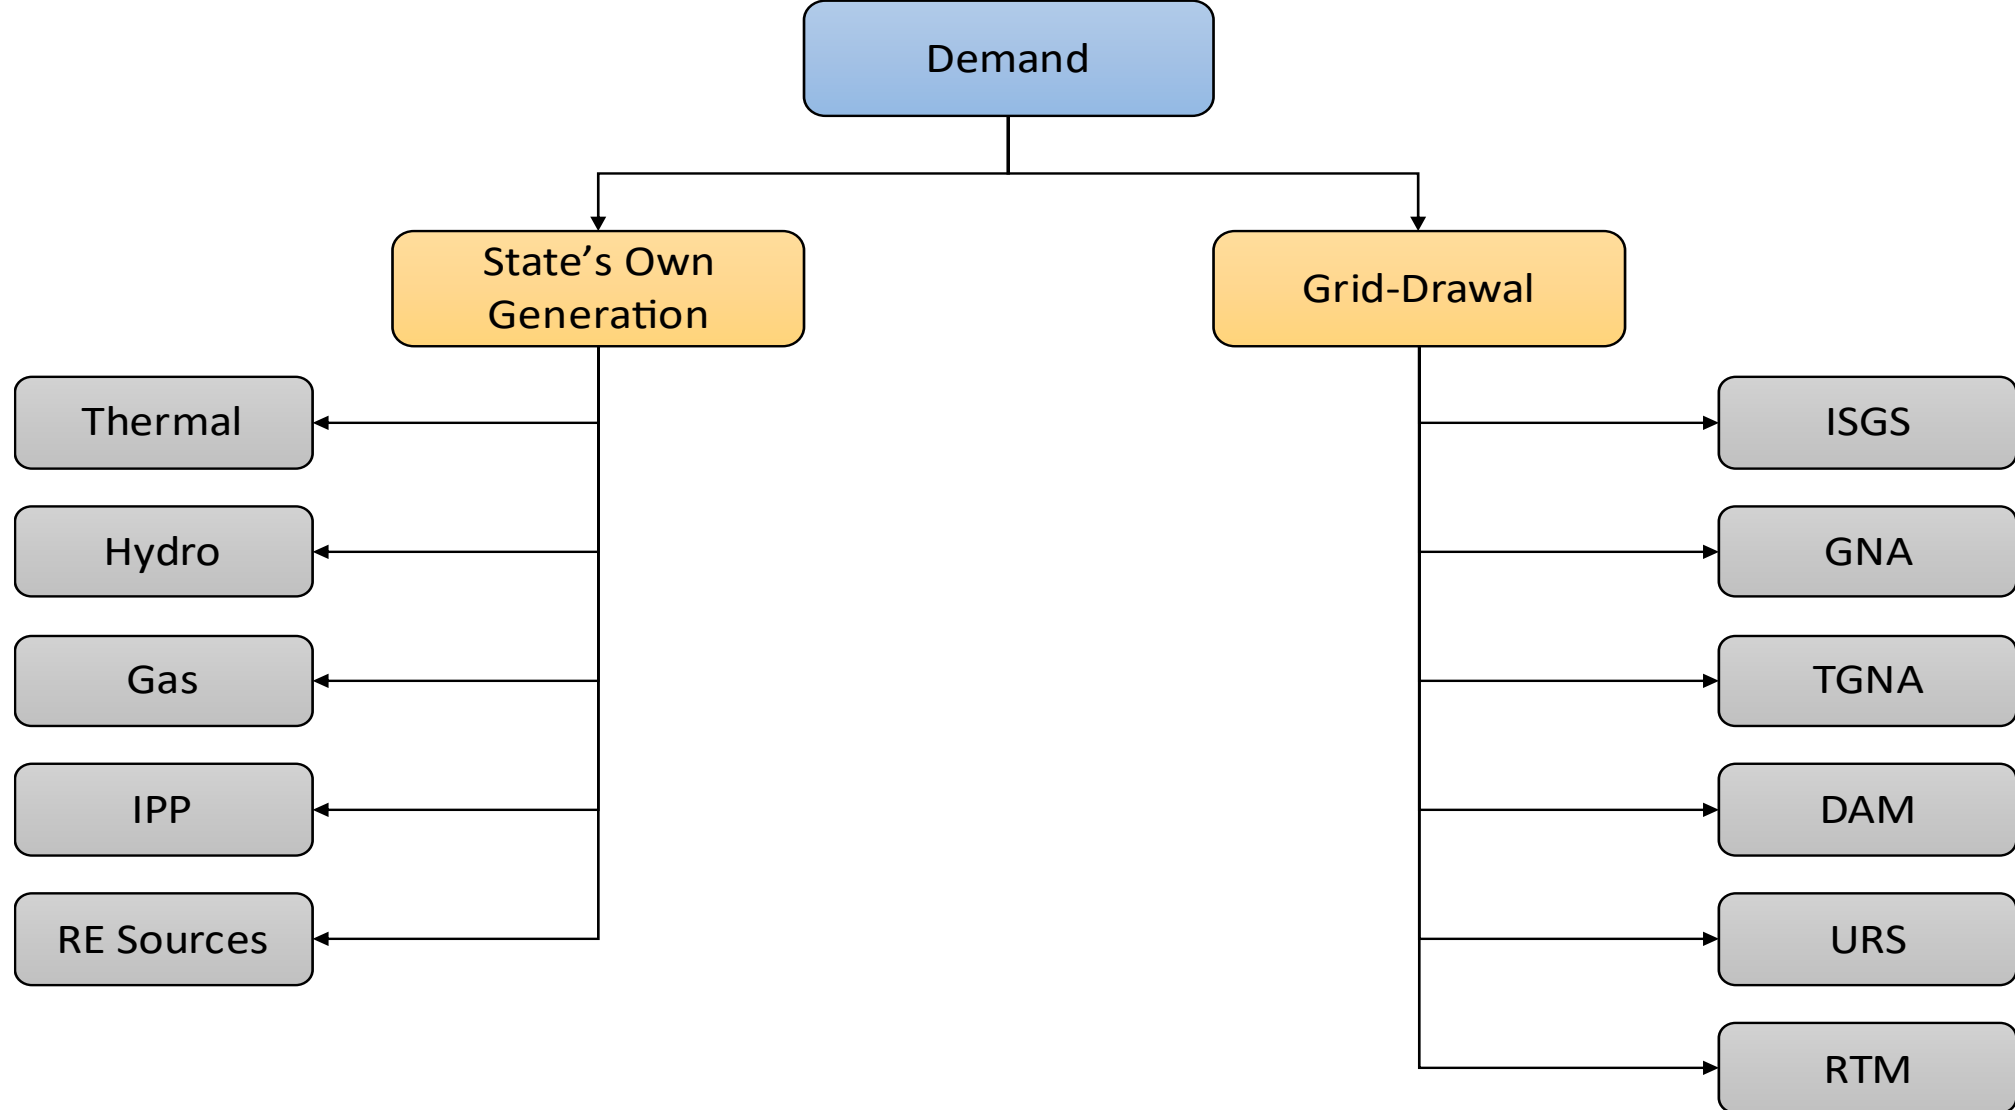 Demand
State’s Own
Generation
Grid-Drawal
Thermal
Hydro
Gas
IPP
RE Sources
ISGS
GNA
TGNA
DAM
URS
RTM